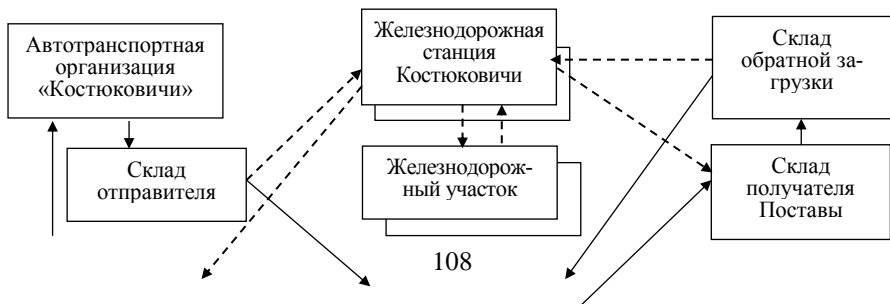 Автотранспортная
организация
«Костюковичи»
Железнодорожная
станция
Костюковичи
Склад
обратной за-
грузки
Склад
отправителя
Железнодорож-
ный участок
Склад
получателя
Поставы
108